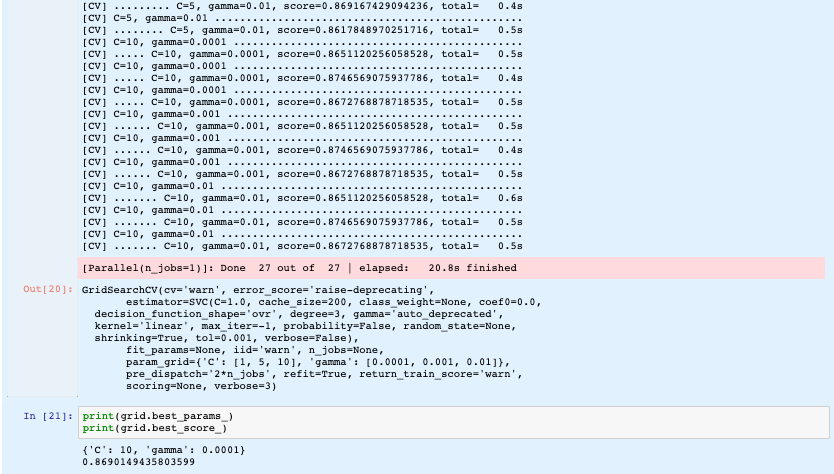 [CV] ......... C=5, gamma=0.01, score=0.869167429094236, total=   0.4s
[CV] C=5, gamma=0.01 ................................................
[CV] ........ C=5, gamma=0.01, score=0.8617848970251716, total=   0.5s
[CV] C=10, gamma=0.0001 .............................................
[CV] ..... C=10, gamma=0.0001, score=0.8651120256058528, total=   0.5s
[CV] C=10, gamma=0.0001 .............................................
[CV] ..... C=10, gamma=0.0001, score=0.8746569075937786, total=   0.4s
[CV] C=10, gamma=0.0001 .............................................
[CV] ..... C=10, gamma=0.0001, score=0.8672768878718535, total=   0.5s
[CV] C=10, gamma=0.001 ..............................................
[CV] ...... C=10, gamma=0.001, score=0.8651120256058528, total=   0.5s
[CV] C=10, gamma=0.001 ..............................................
[CV] ...... C=10, gamma=0.001, score=0.8746569075937786, total=   0.4s
[CV] C=10, gamma=0.001 ..............................................
[CV] ...... C=10, gamma=0.001, score=0.8672768878718535, total=   0.5s
[CV] C=10, gamma=0.01 ...............................................
[CV] ....... C=10, gamma=0.01, score=0.8651120256058528, total=   0.6s
[CV] C=10, gamma=0.01 ...............................................
[CV] ....... C=10, gamma=0.01, score=0.8746569075937786, total=   0.5s
[CV] C=10, gamma=0.01 ...............................................
[CV] ....... C=10, gamma=0.01, score=0.8672768878718535, total=   0.5s
[Parallel(n_jobs=1)]: Done  27 out of  27 | elapsed:   20.8s finished
Out[20]: GridSearchCV(cv='warn', error_score='raise-deprecating',
estimator=SVC(C=1.0, cache_size=200, class_weight=None, coef0=0.0,
decision_function_shape='ovr', degree=3, gamma='auto_deprecated',
kernel='linear', max_iter=-1, probability=False, random_state=None,
shrinking=True, tol=0.001, verbose=False),
fit_params=None, iid='warn', n_jobs=None,
param_grid={'C': [1, 5, 10], 'gamma': [0.0001, 0.001, 0.01]},
pre_dispatch='2*n_jobs', refit=True, return_train_score='warn',
scoring=None, verbose=3)
In [21]: print(grid.best_params_)
print(grid.best_score_)
{'C': 10, 'gamma': 0.0001}
0.8690149435803599